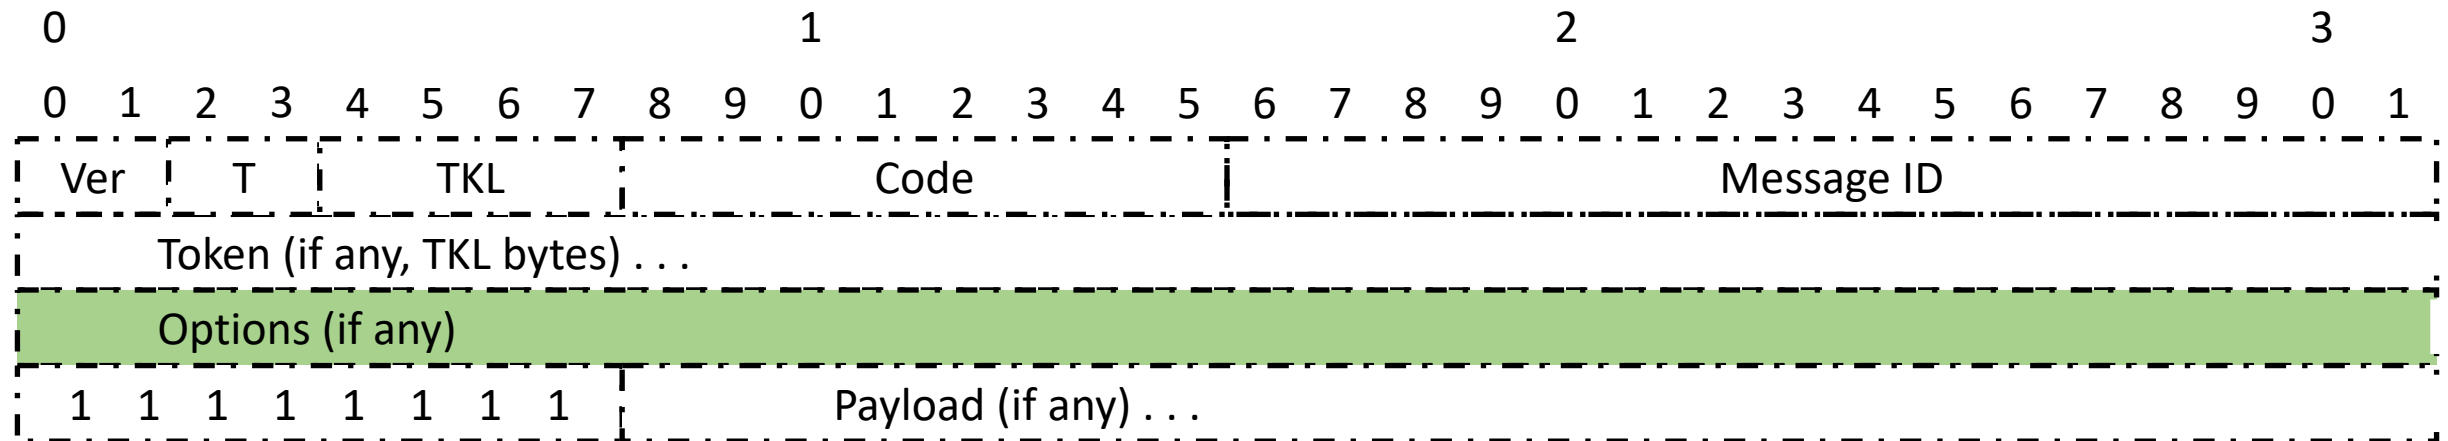 0 1 2 3
0 1 2 3 4 5 6 7 8 9 0 1 2 3 4 5 6 7 8 9 0 1 2 3 4 5 6 7 8 9 0 1
Ver T TKL Code Message ID
Token (if any, TKL bytes) . . .
Options (if any)
1 1 1 1 1 1 1 1 Payload (if any) . . .